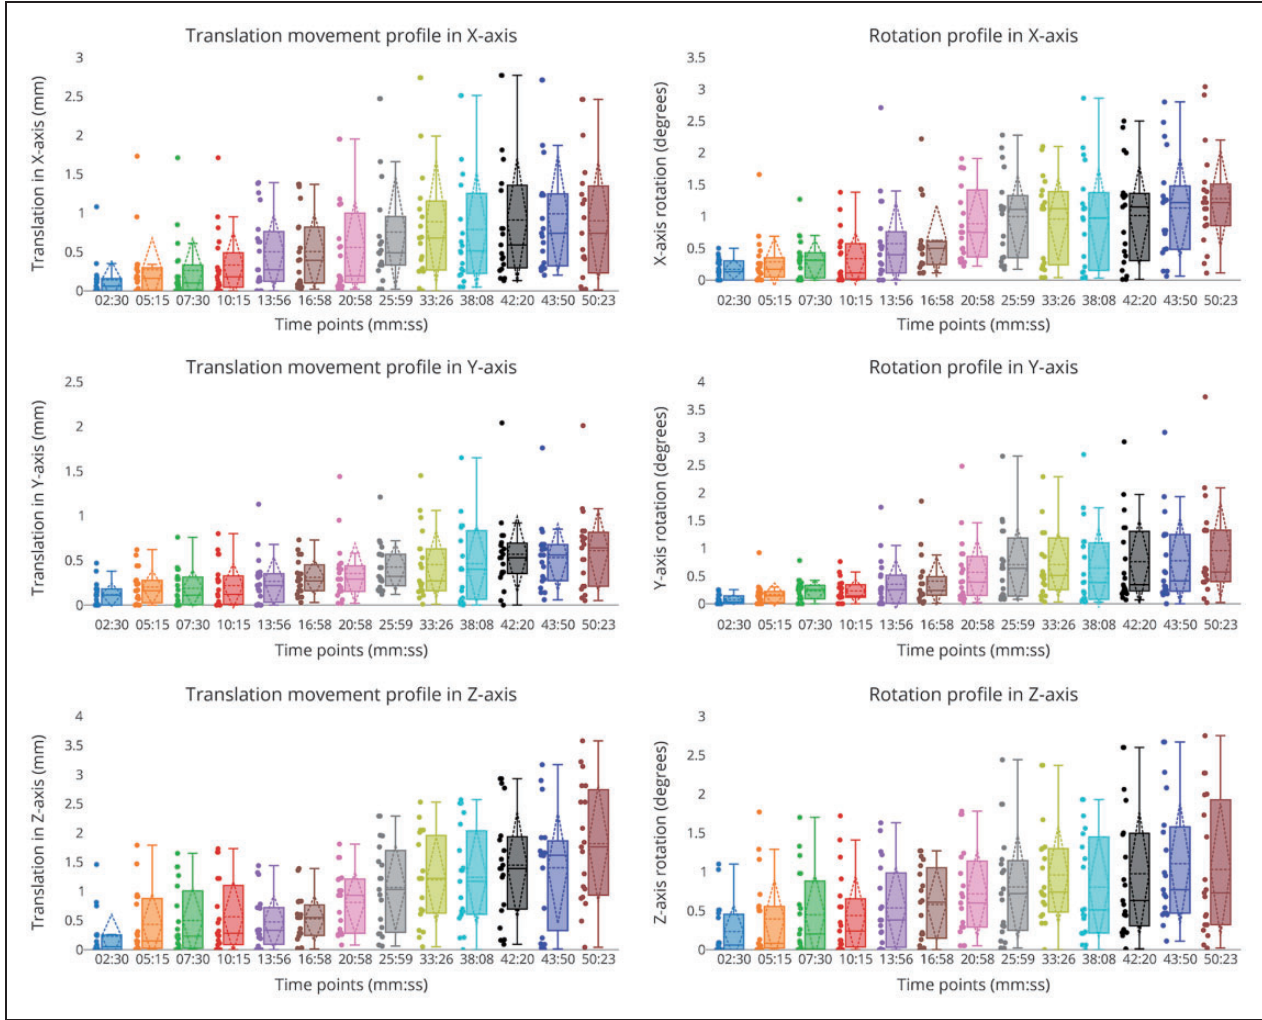 Translation movement profile in X-axis
Translation in X-axis (mm)
3
2.5
2
1.5
1
0.5
0
02:30 05:15 07:30 10:15 13:56 16:58 20:58 25:59 33:26 38:08 42:20 43:50 50:23
Time points (mm:ss)
Rotation profile in X-axis
X-axis rotation (degrees)
3.5
3
2.5
2
1.5
1
0.5
0
02:30 05:15 07:30 10:15 13:56 16:58 20:58 25:59 33:26 38:08 42:20 43:50 50:23
Time points (mm:ss)
Translation movement profile in Y-axis
Translation in Y-axis (mm)
2.5
2
1.5
1
0.5
0
02:30 05:15 07:30 10:15 13:56 16:58 20:58 25:59 33:26 38:08 42:20 43:50 50:23
Time points (mm:ss)
Rotation profile in Y-axis
Y-axis rotation (degrees)
4
3.5
3
2.5
2
1.5
1
0.5
0
02:30 05:15 07:30 10:15 13:56 16:58 20:58 25:59 33:26 38:08 42:20 43:50 50:23
Time points (mm:ss)
Translation movement profile in Z-axis
Translation in Z-axis (mm)
4
3.5
3
2.5
2
1.5
1
0.5
0
02:30 05:15 07:30 10:15 13:56 16:58 20:58 25:59 33:26 38:08 42:20 43:50 50:23
Time points (mm:ss)
Rotation profile in Z-axis
Z-axis rotation (degrees)
3
2.5
2
1.5
1
0.5
0
02:30 05:15 07:30 10:15 13:56 16:58 20:58 25:59 33:26 38:08 42:20 43:50 50:23
Time points (mm:ss)